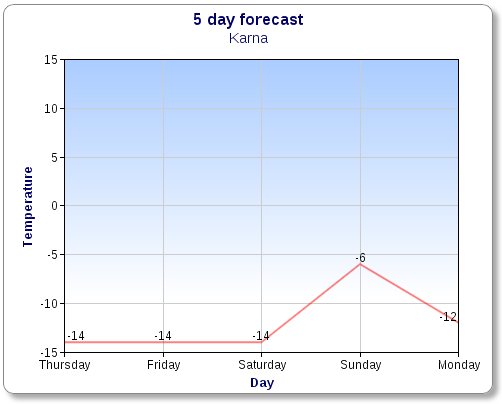 5 day forecast
Karna
Temperature
15
10
5
0
-5
-10
-15
-14
-14
-14
-6
-12
Thursday
Friday
Saturday
Sunday
Monday
Day